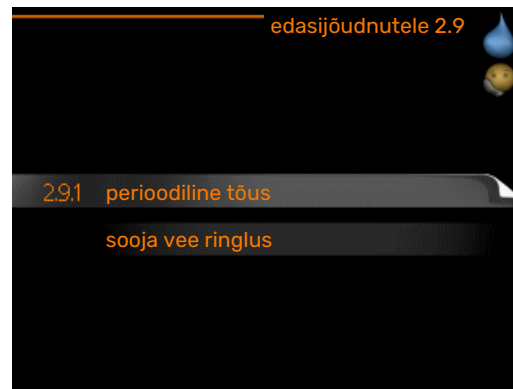 edasijõudnutele 2.9
2.9.1 perioodiline tõus
sooja vee ringlus